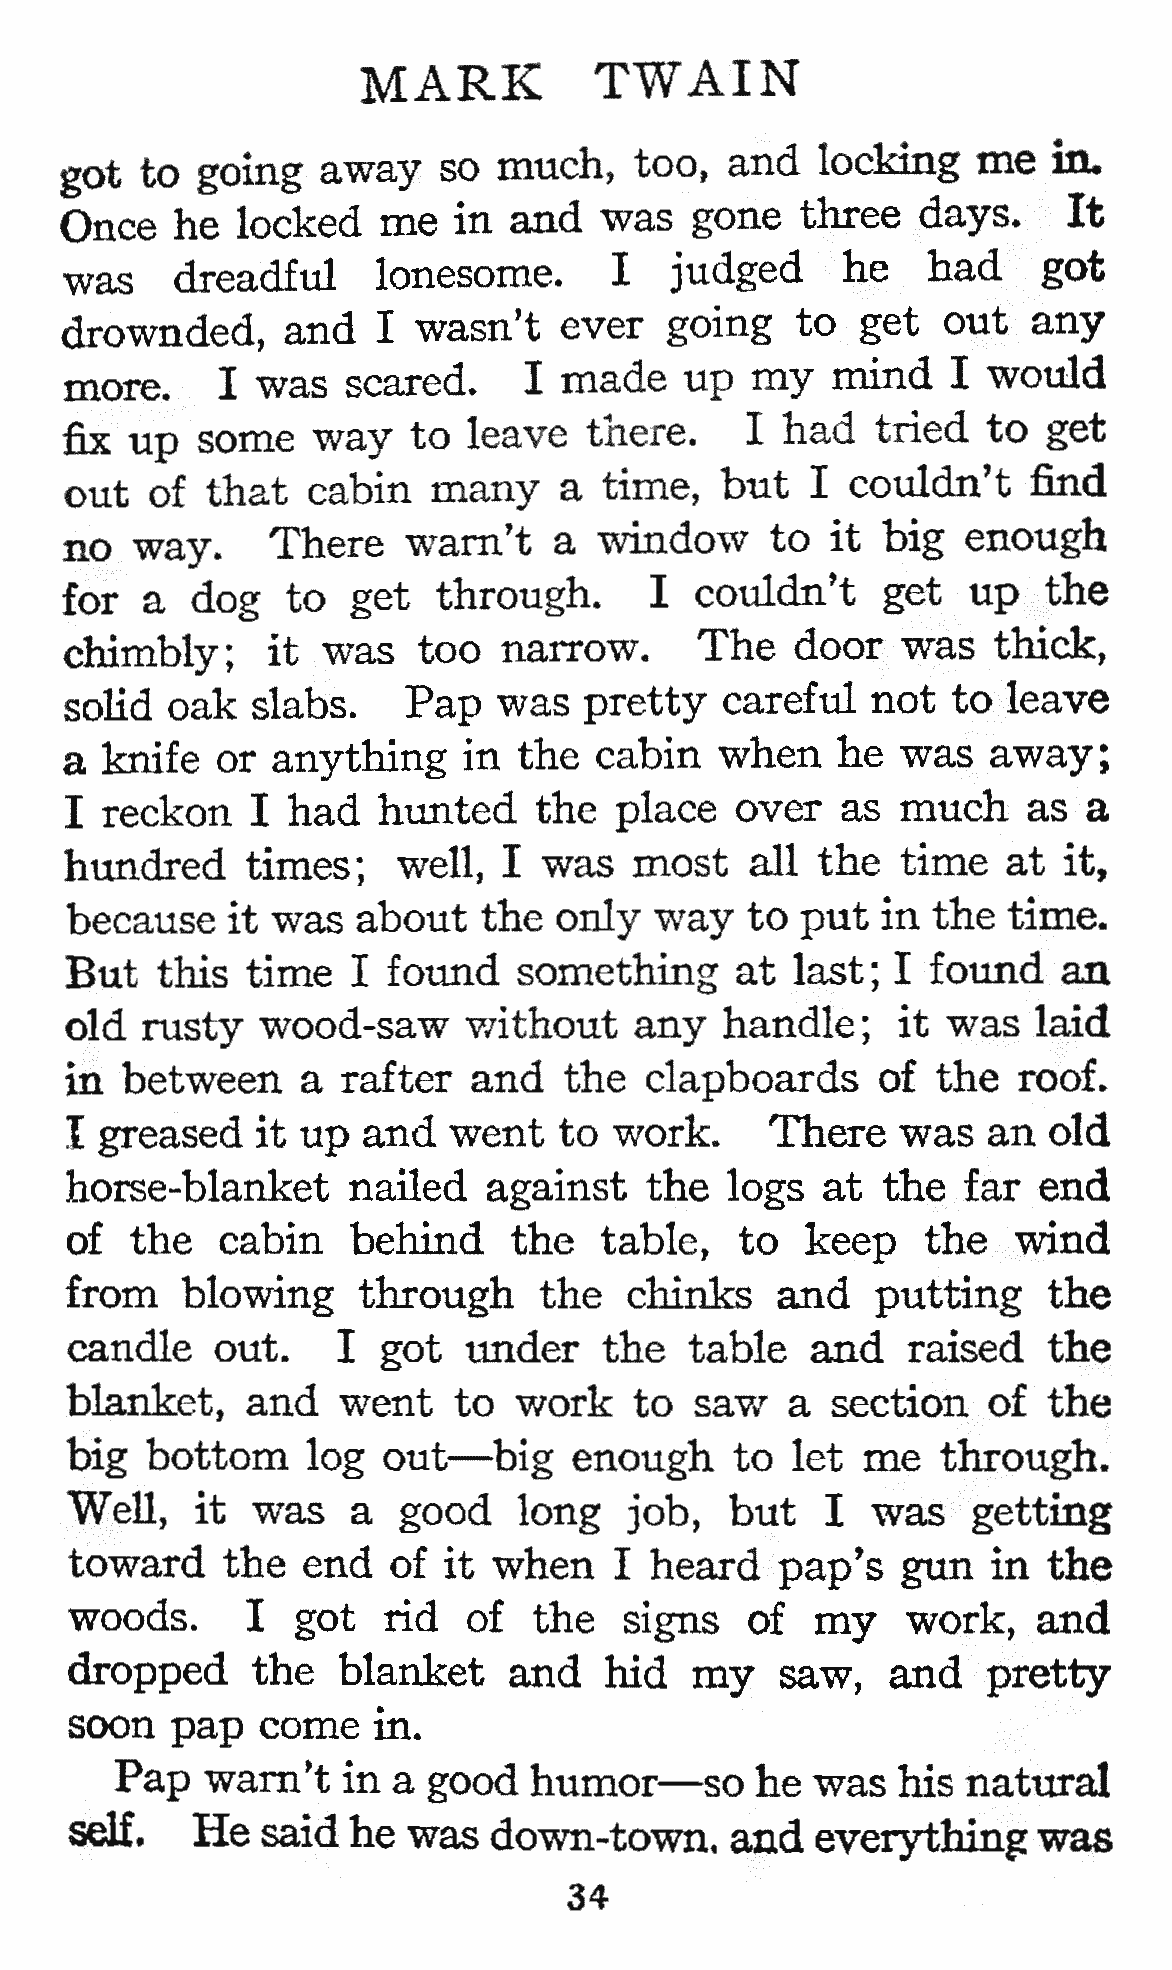 MARK TWAIN
got to going away so much, too, and locking me in.
Once he locked me in and was gone three days. It
was dreadful lonesome. I judged he had got
drownded, and I wasn't ever going to get out any
more. I was scared. I made up my mind I would
fix up some way to leave there. I had tried to get
out of that cabin many a time, but I couldn't find
no way. There warn't a window to it big enough
for a dog to get through. I couldn't get up the
chimbly; it was too narrow. The door was thick,
solid oak slabs. Pap was pretty careful not to leave
a knife or anything in the cabin when he was away;
I reckon I had hunted the place over as much as a
hundred times; well, I was most all the time at it,
because it was about the only way to put in the time.
But this time I found something at last; I found an
old rusty wood-saw without any handle; it was laid
in between a rafter and the clapboards of the roof.
I greased it up and went to work. There was an old
horse-blanket nailed against the logs at the far end
of the cabin behind the table, to keep the wind
from blowing through the chinks and putting the
candle out. I got under the table and raised the
blanket, and went to work to saw a section of the
big bottom log out—big enough to let me through.
Well, it was a good long job, but I was getting
toward the end of it when I heard pap's gun in the
woods. I got rid of the signs of my work, and
dropped the blanket and hid my saw, and pretty
soon pap come in.
Pap warn't in a good humor—so he was his natural
self. He said he was down-town, and everything was
34